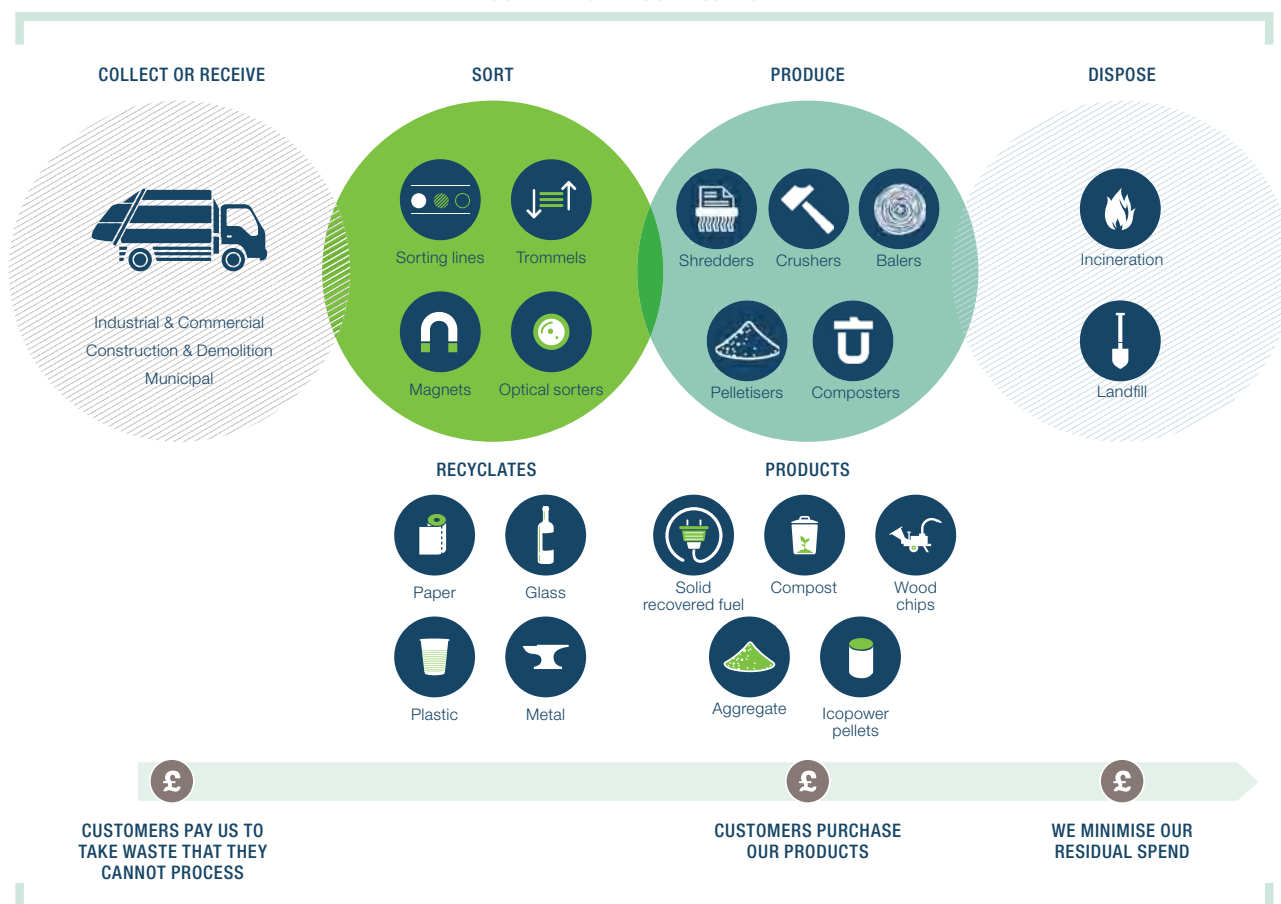 COLLECT OR RECEIVE
SORT
PRODUCE
DISPOSE
Industrial & Commercial
Construction & Demolition
Municipal
Sorting lines
Trommels
Magnets
Optical sorters
Shredders
Crushers
Balers
Pelletisers
Composters
Incineration
Landfill
RECYCLATES
Paper
Glass
Plastic
Metal
PRODUCTS
Solid
recovered fuel
Compost
Wood
chips
Aggregate
Icopower
pellets
£
£
£
CUSTOMERS PAY US TO
TAKE WASTE THAT THEY
CANNOT PROCESS
CUSTOMERS PURCHASE
OUR PRODUCTS
WE MINIMISE OUR
RESIDUAL SPEND